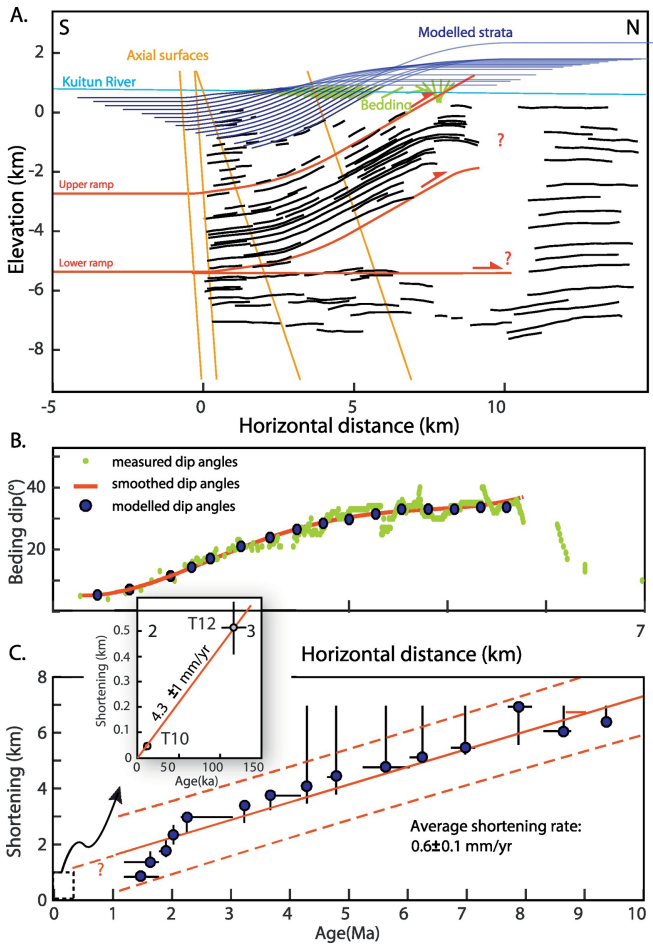 A.
S
N
Modelled strata
Axial surfaces
Kuitun River
Bedding
Upper ramp
Lower ramp
?
?
Elevation (km)
2
0
-2
-4
-6
-8
-5
0
5
10
Horizontal distance (km)
B.
measured dip angles
smoothed dip angles
modelled dip angles
Beding dip(°)
40
20
2
3
7
Horizontal distance (km)
T12
T10
4.3 ±1 mm/yr
Shortening (km)
0.5
0.4
0.3
0.2
0.1
0
0
50
100
150
Age(ka)
C.
Shortening (km)
8
6
4
2
0
?
Average shortening rate:
0.6±0.1 mm/yr
0
1
2
3
4
5
6
7
8
9
10
Age(Ma)